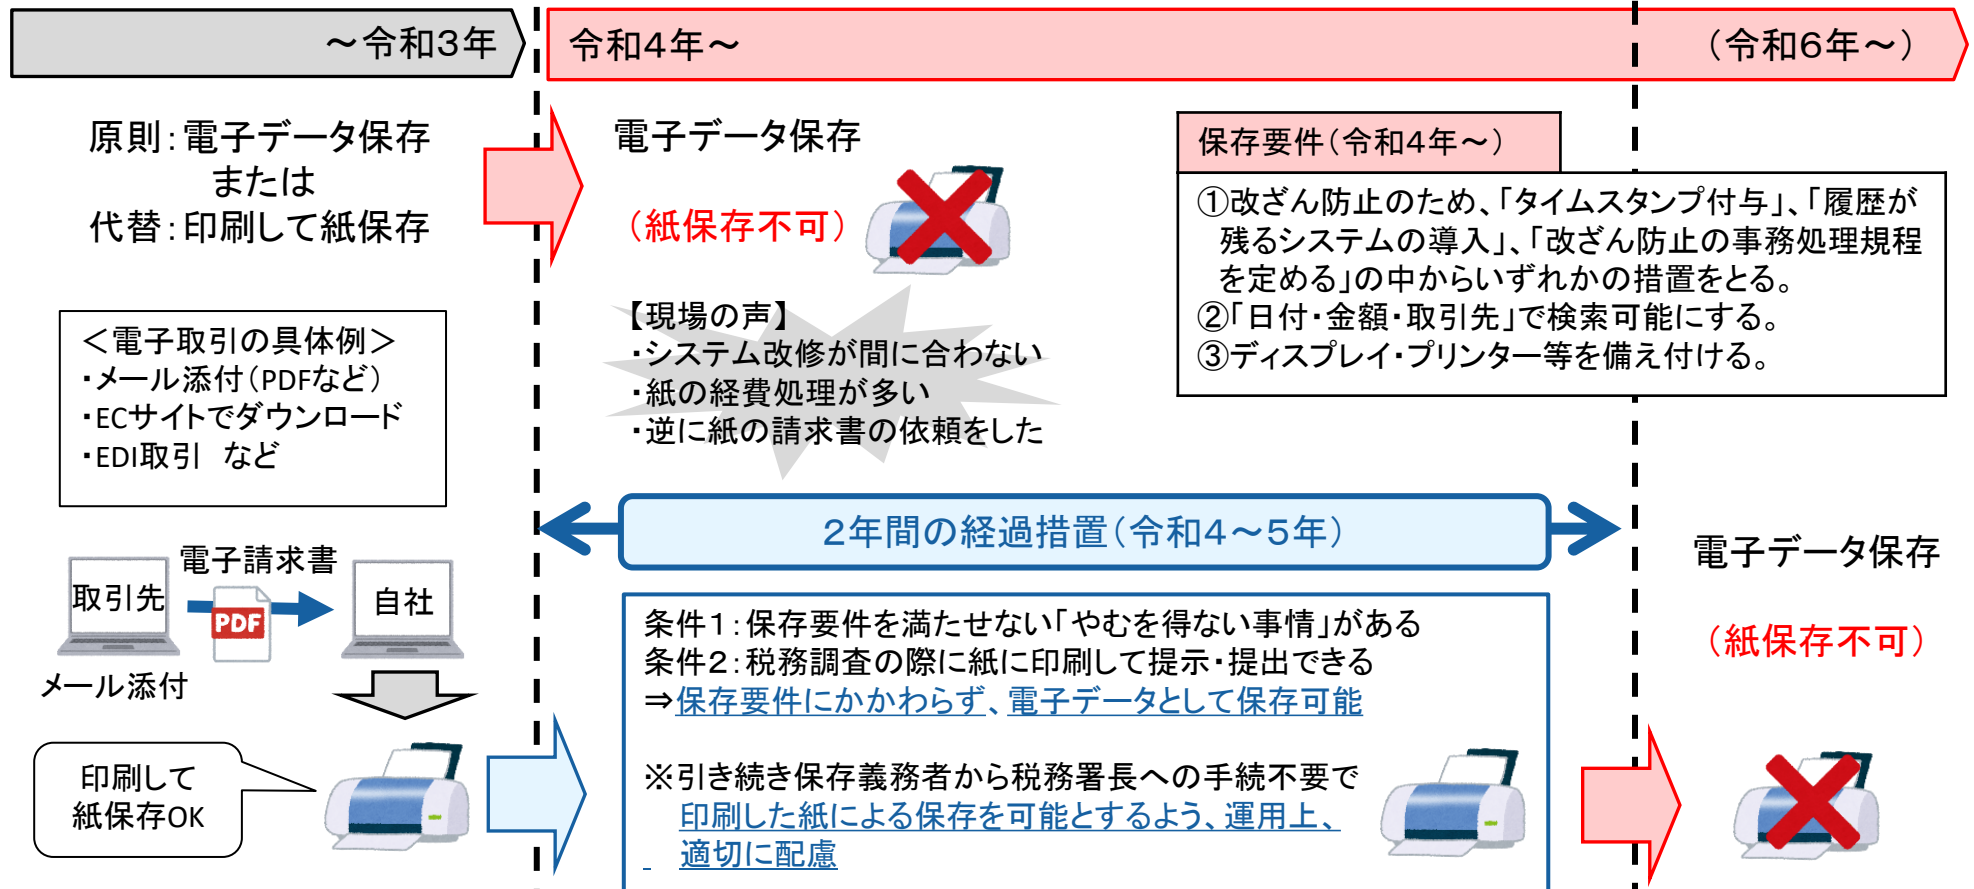 ～令和３年
令和４年～
（令和６年～）
原則：電子データ保存
または
代替：印刷して紙保存
電子データ保存
（紙保存不可）
保存要件（令和４年～）
①改ざん防止のため、「タイムスタンプ付与」、「履歴が
残るシステムの導入」、「改ざん防止の事務処理規程
を定める」の中からいずれかの措置をとる。
②「日付・金額・取引先」で検索可能にする。
③ディスプレイ・プリンター等を備え付ける。
＜電子取引の具体例＞
・メール添付（PDFなど）
・ECサイトでダウンロード
・EDI取引　など
【現場の声】
・システム改修が間に合わない
・紙の経費処理が多い
・逆に紙の請求書の依頼をした
２年間の経過措置（令和４～５年）
電子請求書
取引先
PDF
自社
メール添付
印刷して
紙保存OK
条件１：保存要件を満たせない「やむを得ない事情」がある
条件２：税務調査の際に紙に印刷して提示・提出できる
⇒保存要件にかかわらず、電子データとして保存可能
※引き続き保存義務者から税務署長への手続不要で
印刷した紙による保存を可能とするよう、運用上、
適切に配慮
電子データ保存
（紙保存不可）